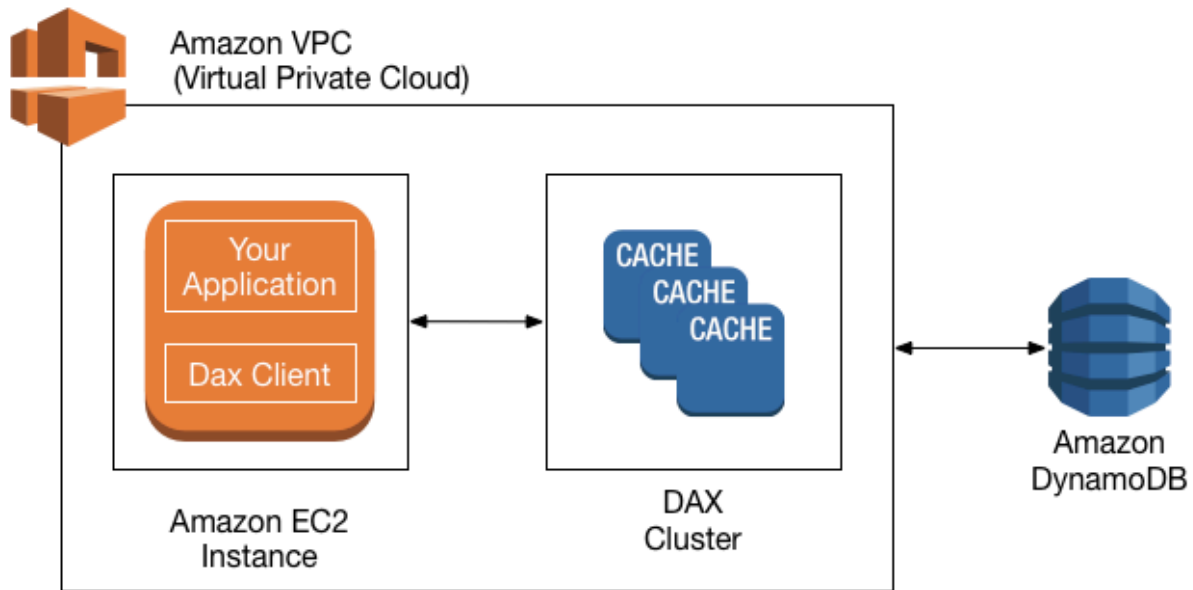 Amazon VPC
(Virtual Private Cloud)
Your
Application
Dax Client
CACHE
CACHE
CACHE
Amazon EC2
Instance
DAX
Cluster
Amazon
DynamoDB